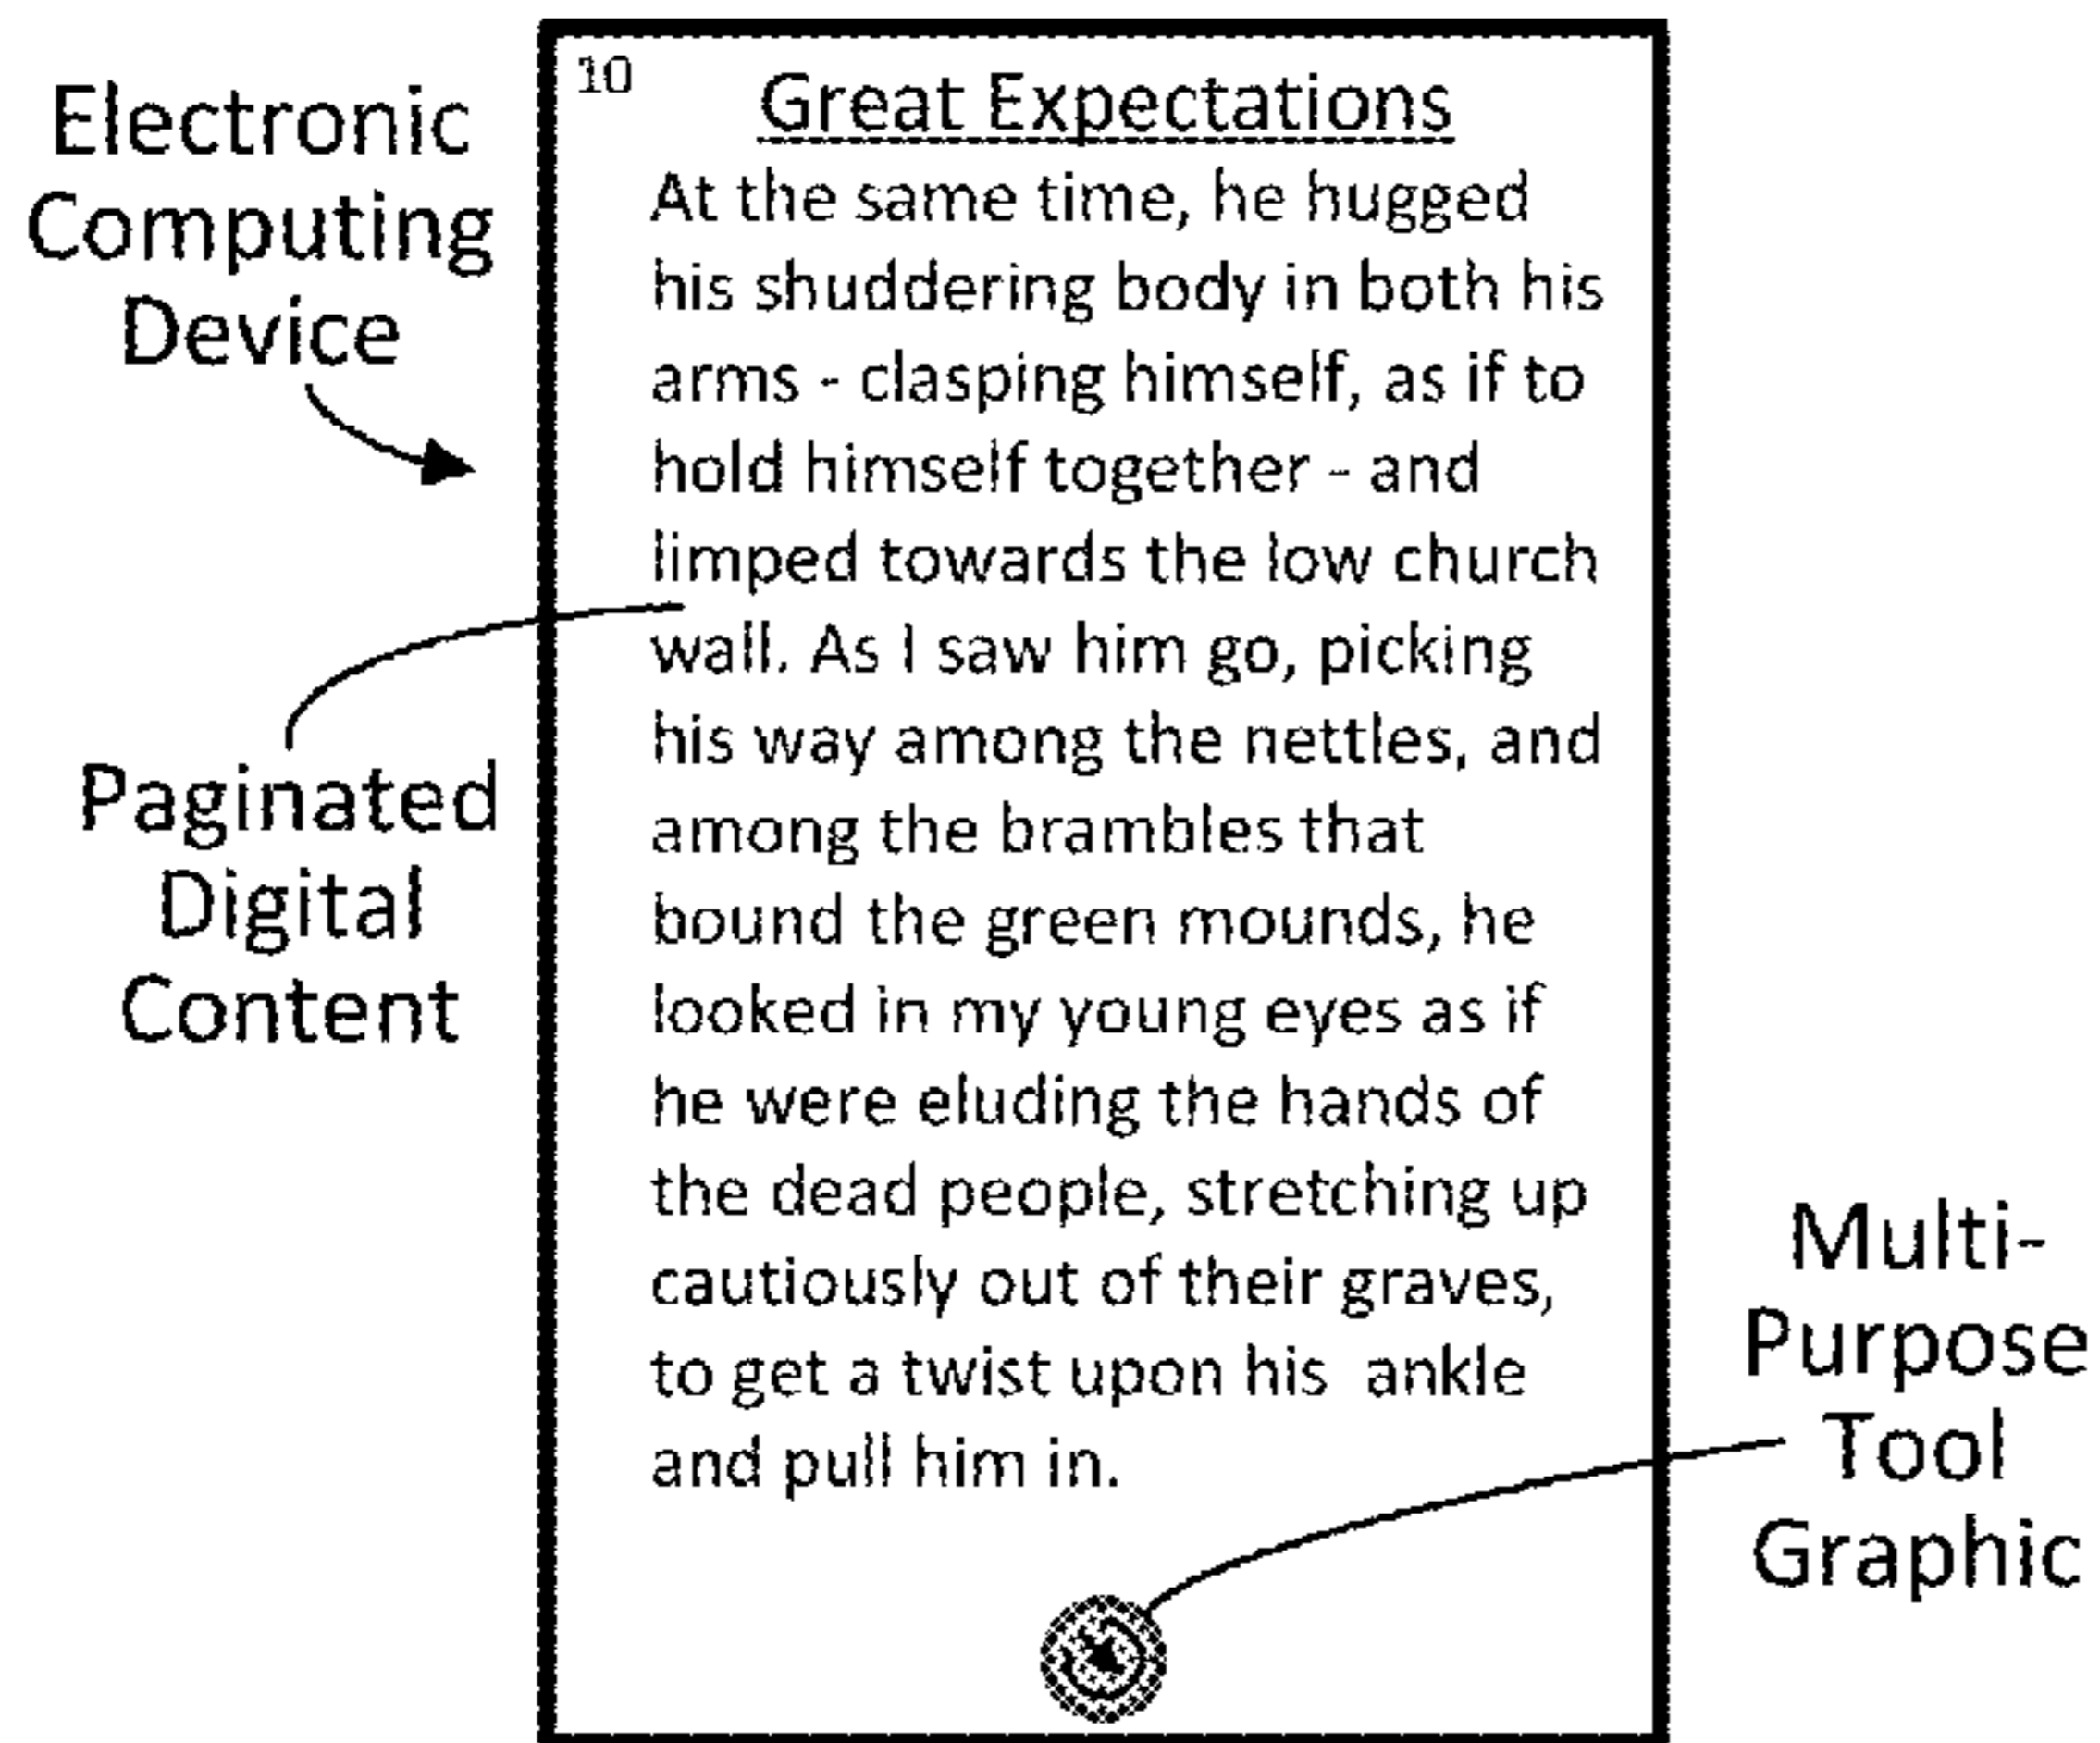 Electronic
Computing
Device
Paginated
Digital
Content
10
Great Expectations
At the same time, he hugged
his shuddering body in both his
arms - clasping himself, as if to
hold himself together - and
limped towards the low church
wall. As I saw him go, picking
his way among the nettles, and
among the brambles that
bound the green mounds, he
looked in my young eyes as if
he were eluding the hands of
the dead people, stretching up
cautiously out of their graves,
to get a twist upon his  ankle
and pull him in.
Multi-
Purpose
Tool
Graphic